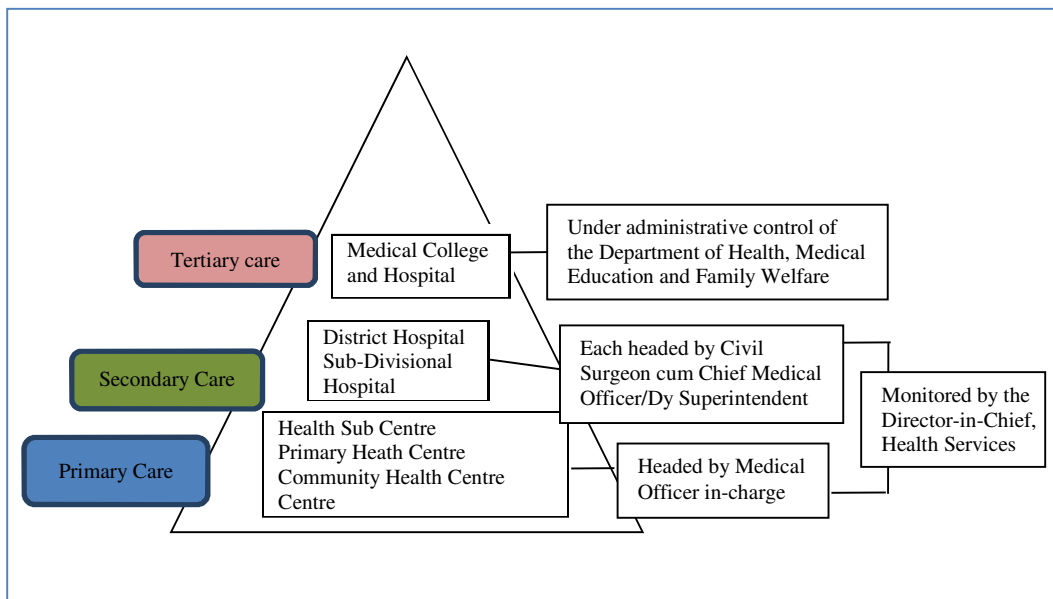 Tertiary care
Medical College
and Hospital
Under administrative control of
the Department of Health, Medical
Education and Family Welfare
Secondary Care
District Hospital
Sub-Divisional
Hospital
Each headed by Civil
Surgeon cum Chief Medical
Officer/Dy Superintendent
Monitored by the
Director-in-Chief,
Health Services
Primary Care
Health Sub Centre
Primary Heath Centre
Community Health Centre
Centre
Headed by Medical
Officer in-charge